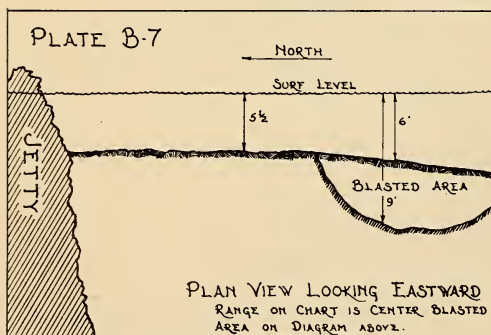 PLATE B-7
NORTH
SURF LEVEL
5½
6'
JETTY
BLASTED AREA
9'
PLAN VIEW LOOKING EASTWARD
RANGE ON CHART IS CENTER BLASTED
AREA ON DIAGRAM ABOVE.